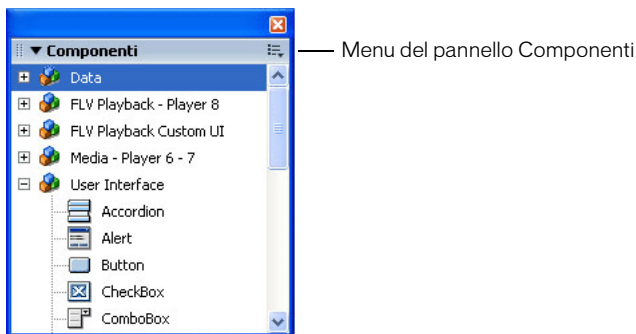 Componenti
Menu del pannello Componenti
Data
FLV Playback - Player 8
FLV Playback Custom UI
Media - Player 6 - 7
User Interface
Accordion
Alert
Button
CheckBox
ComboBox